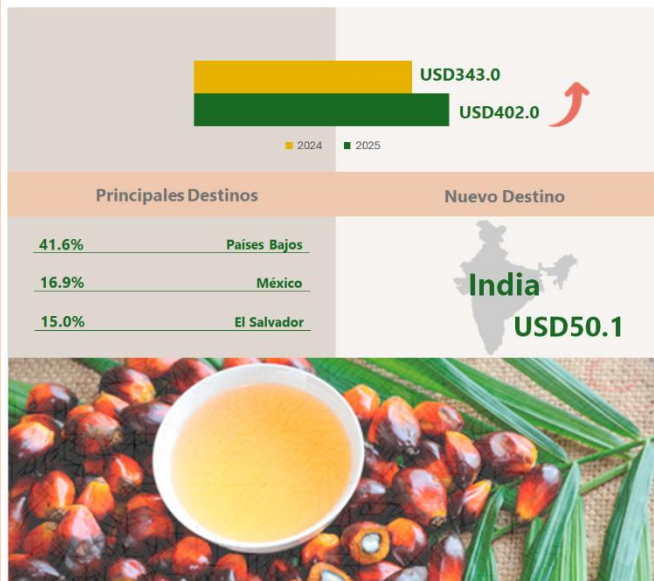 USD343.0
USD402.0
2024 2025
Principales Destinos
Nuevo Destino
41.6% Países Bajos
16.9% México
15.0% El Salvador
India
USD50.1